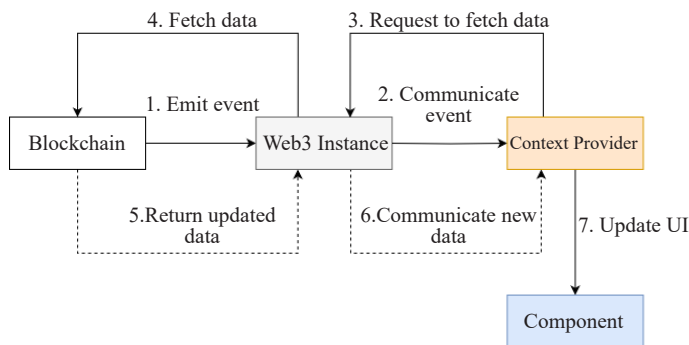 4. Fetch data
3. Request to fetch data
1. Emit event
2. Communicate
event
Blockchain
Web3 Instance
Context Provider
5.Return updated
data
6.Communicate new
data
7. Update UI
Component